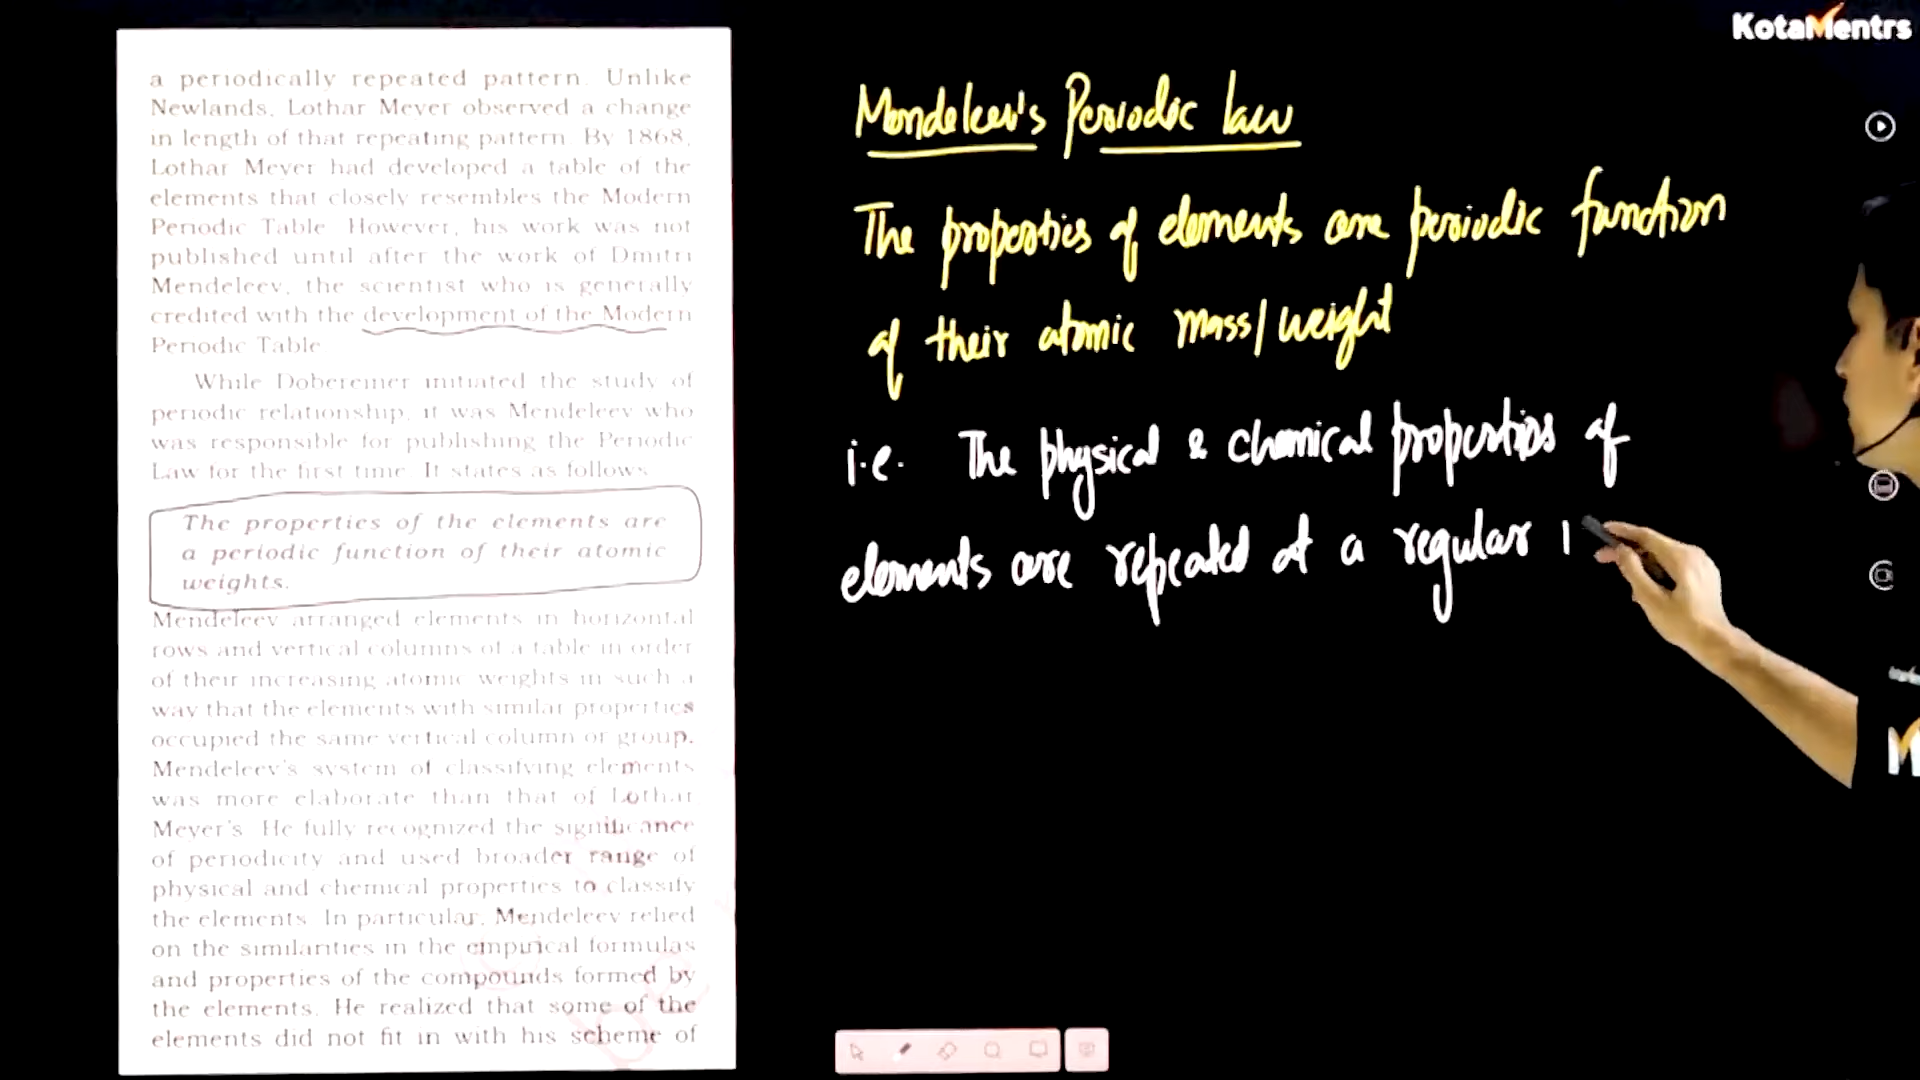 a periodically repeated pattern. Unlike
Newlands, Lothar Meyer observed a change
in length of that repeating pattern. By 1868,
Lothar Meyer had developed a table of the
elements that closely resembles the Modern
Periodic Table. However, his work was not
published until after the work of Dmitri
Mendeleev, the scientist who is generally
credited with the development of the Modern
Periodic Table
While Dobereiner initiated the study of
periodic relationship, it was Mendeleev who
was responsible for publishing the Periodic
Law for the first time. It states as follows
The properties of the elements are
a periodic function of their atomic
weights.
Mendeleev arranged elements in horizontal
rows and vertical columns of a table in order
of their increasing atomic weights in such a
way that the elements with similar properties
occupied the same vertical column or group.
Mendeleev's system of classifying elements
was more elaborate than that of Lothar
Meyer's. He fully recognized the significance
of periodicity and used broader range of
physical and chemical properties to classify
the elements. In particular, Mendeleev relied
on the similarities in the empirical formulas
and properties of the compounds formed by
the elements. He realized that some of the
elements did not fit in with his scheme of
KotaMentrs
Mendeleev's Periodic law
The properties of elements are periodic function
of their atomic mass/weight
i.e. The physical & chemical properties of
elements are repeated at a regular i